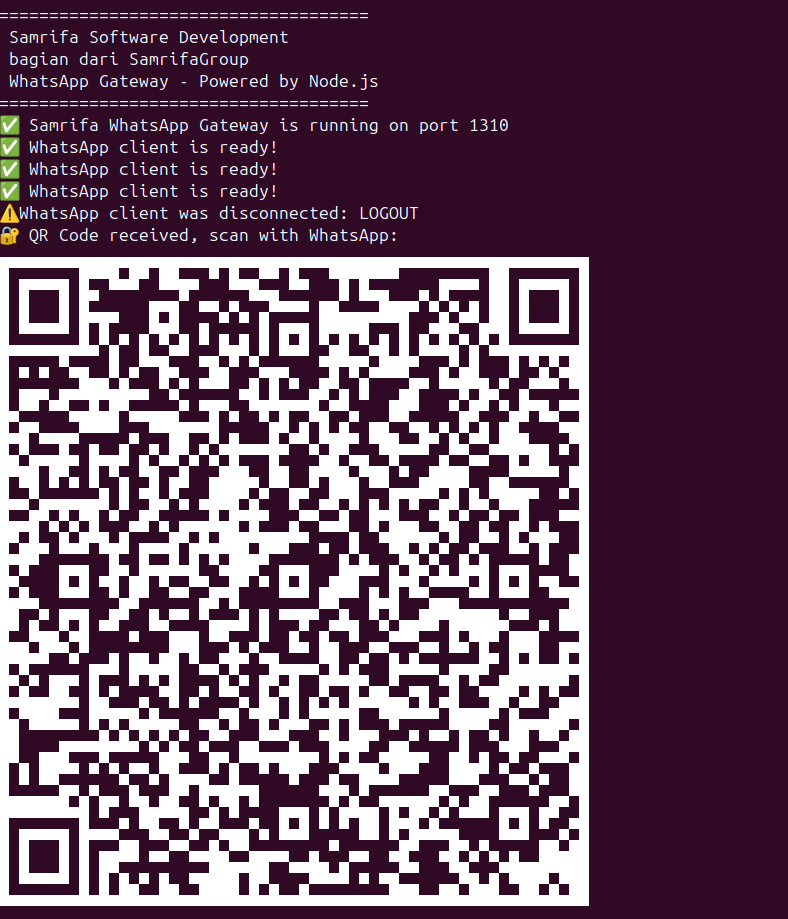 =====================================
Samrifa Software Development
bagian dari SamrifaGroup
WhatsApp Gateway - Powered by Node.js
=====================================
✅ Samrifa WhatsApp Gateway is running on port 1310
✅ WhatsApp client is ready!
✅ WhatsApp client is ready!
✅ WhatsApp client is ready!
⚠️WhatsApp client was disconnected: LOGOUT
🔐 QR Code received, scan with WhatsApp: